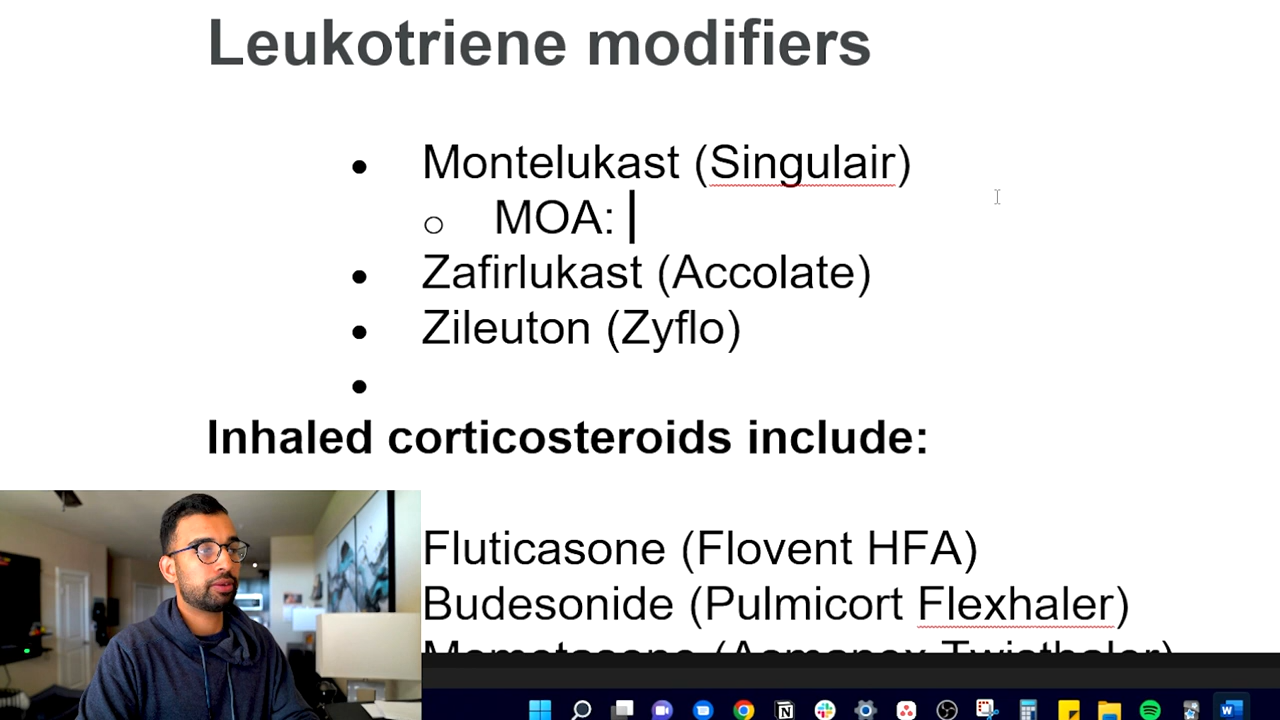 Leukotriene modifiers
• Montelukast (Singulair)
o MOA:
• Zafirlukast (Accolate)
• Zileuton (Zyflo)
•
Inhaled corticosteroids include:
Fluticasone (Flovent HFA)
Budesonide (Pulmicort Flexhaler)
Mometasone (Asmanex Twisthaler)